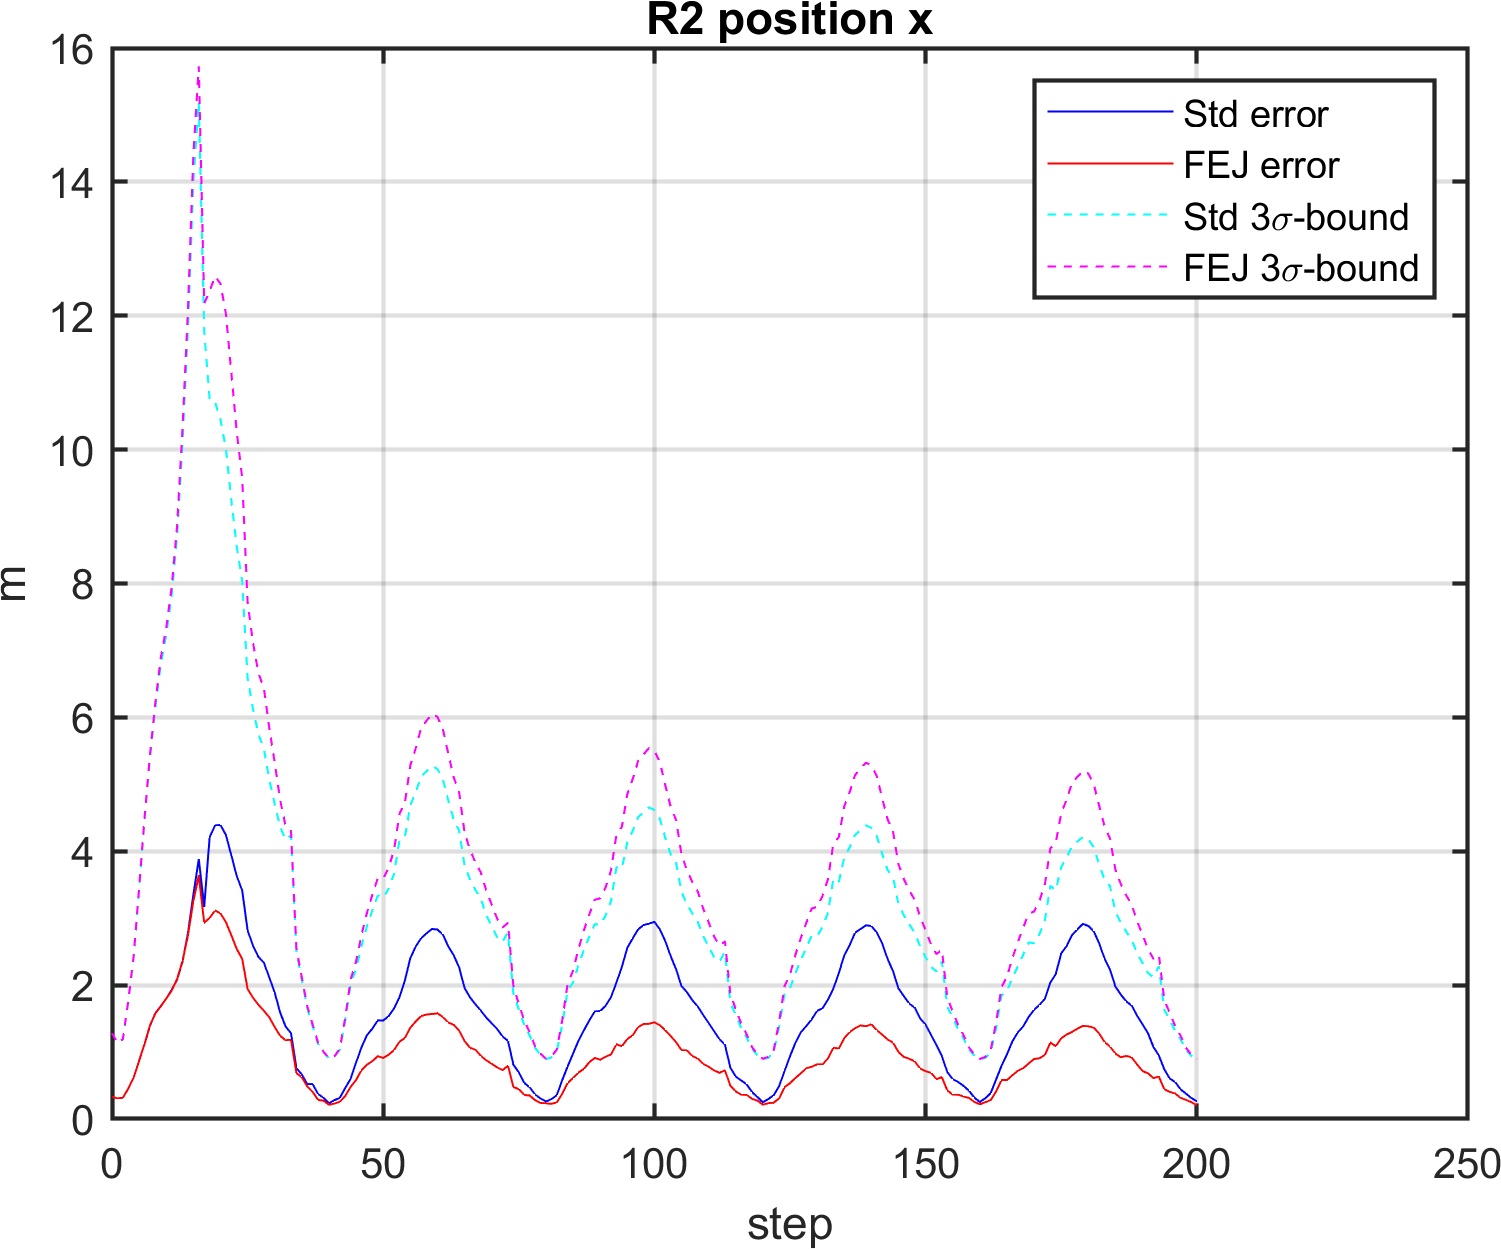 R2 position x
16
14
12
10
8
6
4
2
0
m
Std error
FEJ error
Std 3σ-bound
FEJ 3σ-bound
0 50 100 150 200 250
step